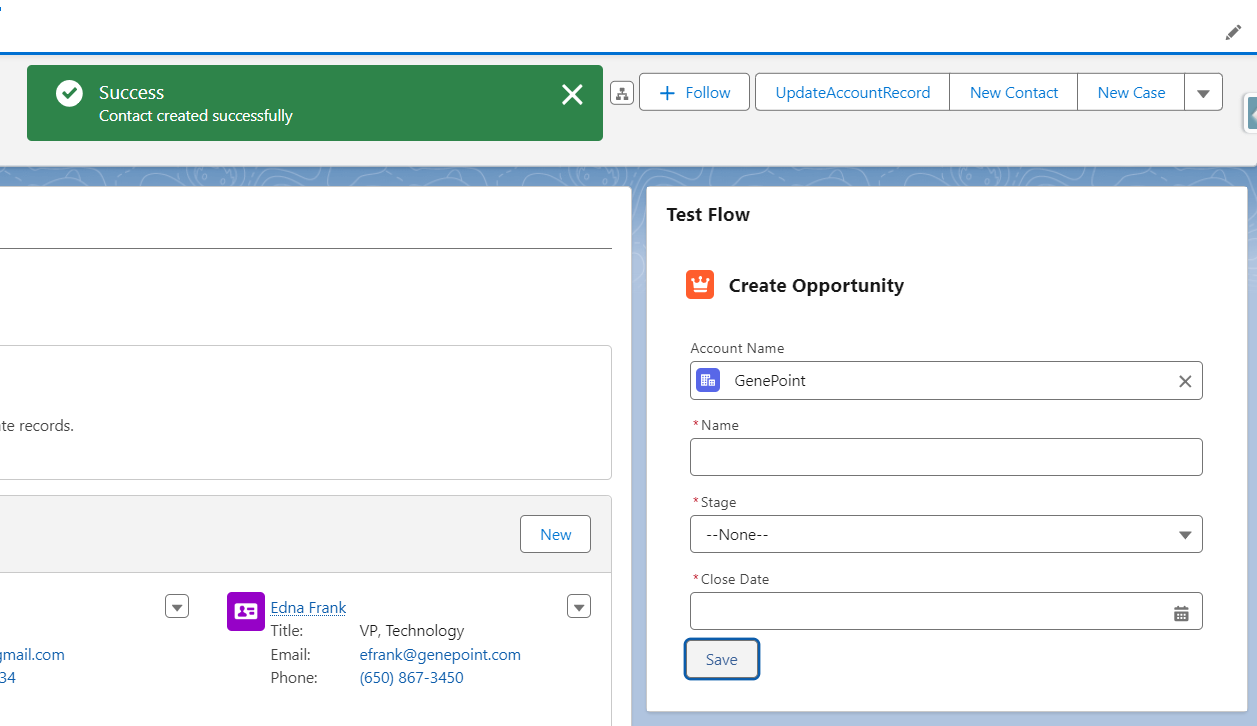 Success
Contact created successfully
Follow
UpdateAccountRecord
New Contact
New Case
te records.
New
gmail.com
34
Edna Frank
Title: VP, Technology
Email: efrank@genepoint.com
Phone: (650) 867-3450
Test Flow
Create Opportunity
Account Name
GenePoint
*Name
*Stage
--None--
*Close Date
Save